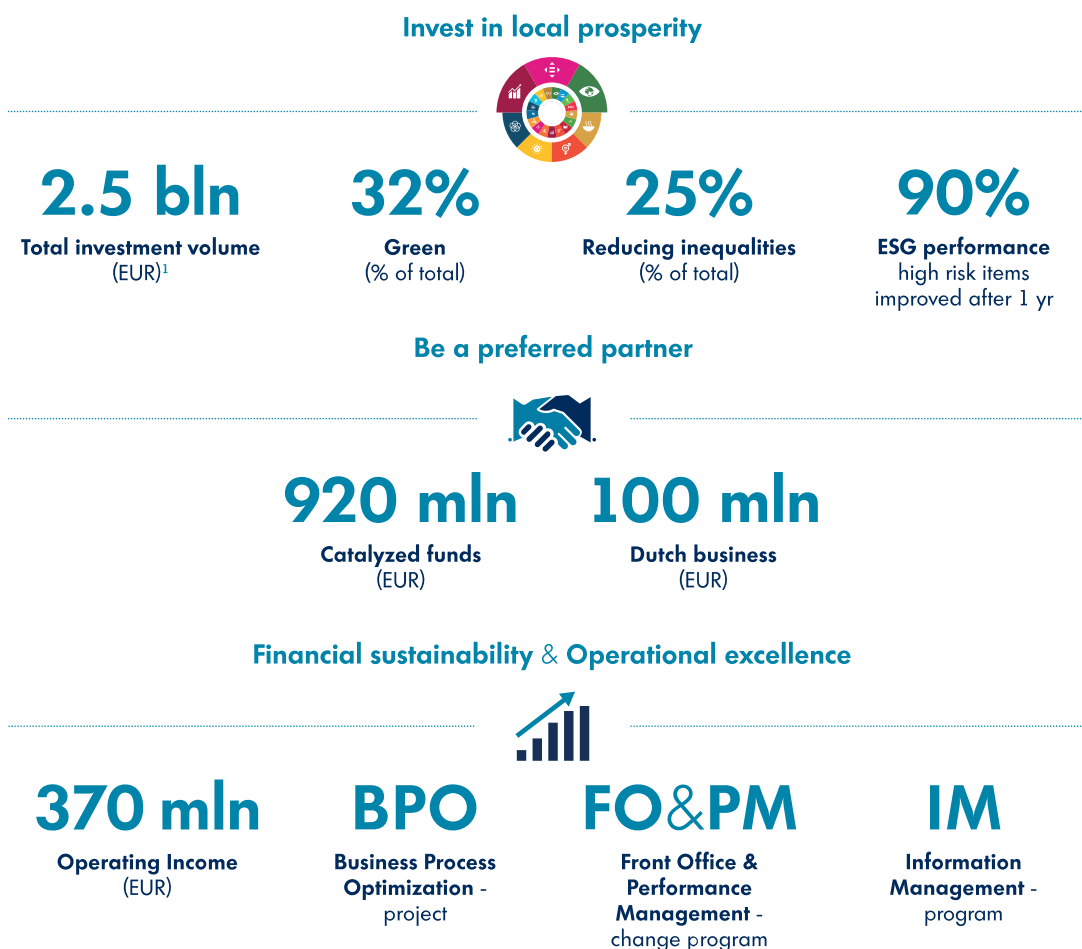 Invest in local prosperity
2.5 bln
Total investment volume
(EUR)1
32%
Green
(% of total)
25%
Reducing inequalities
(% of total)
90%
ESG performance
high risk items
improved after 1 yr
Be a preferred partner
920 mln
Catalyzed funds
(EUR)
100 mln
Dutch business
(EUR)
Financial sustainability & Operational excellence
370 mln
Operating Income
(EUR)
BPO
Business Process
Optimization -
project
FO&PM
Front Office &
Performance
Management -
change program
IM
Information
Management -
program